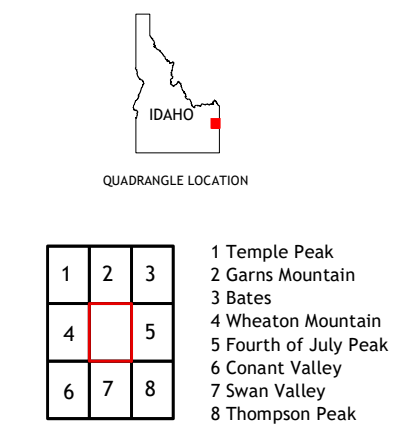 IDAHO
QUADRANGLE LOCATION
1 2 3
4 5
6 7 8
1 Temple Peak
2 Garns Mountain
3 Bates
4 Wheaton Mountain
5 Fourth of July Peak
6 Conant Valley
7 Swan Valley
8 Thompson Peak